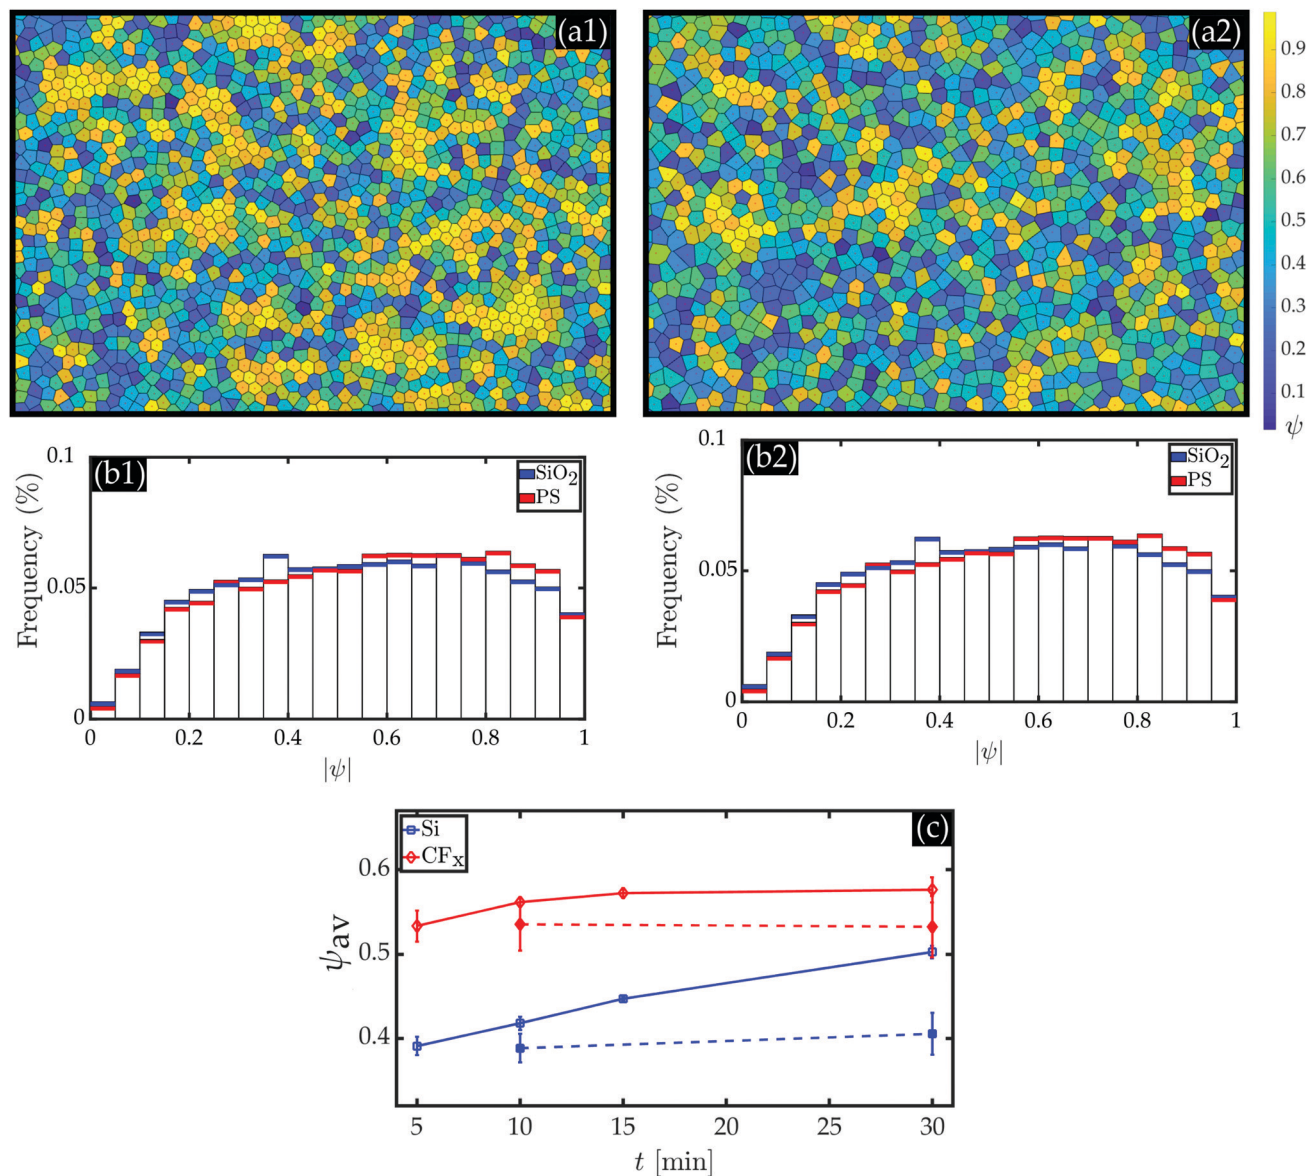 (a1)
(a2)
0.9
0.8
0.7
0.6
0.5
0.4
0.3
0.2
0.1
ψ
(b1)
SiO2
PS
Frequency (%)
0.1
0.05
0
0 0.2 0.4 0.6 0.8 1
|ψ|
(b2)
SiO2
PS
Frequency (%)
0.1
0.05
0
0 0.2 0.4 0.6 0.8 1
|ψ|
(c)
Si
CFx
ψav
0.6
0.5
0.4
5 10 15 20 25 30
t [min]